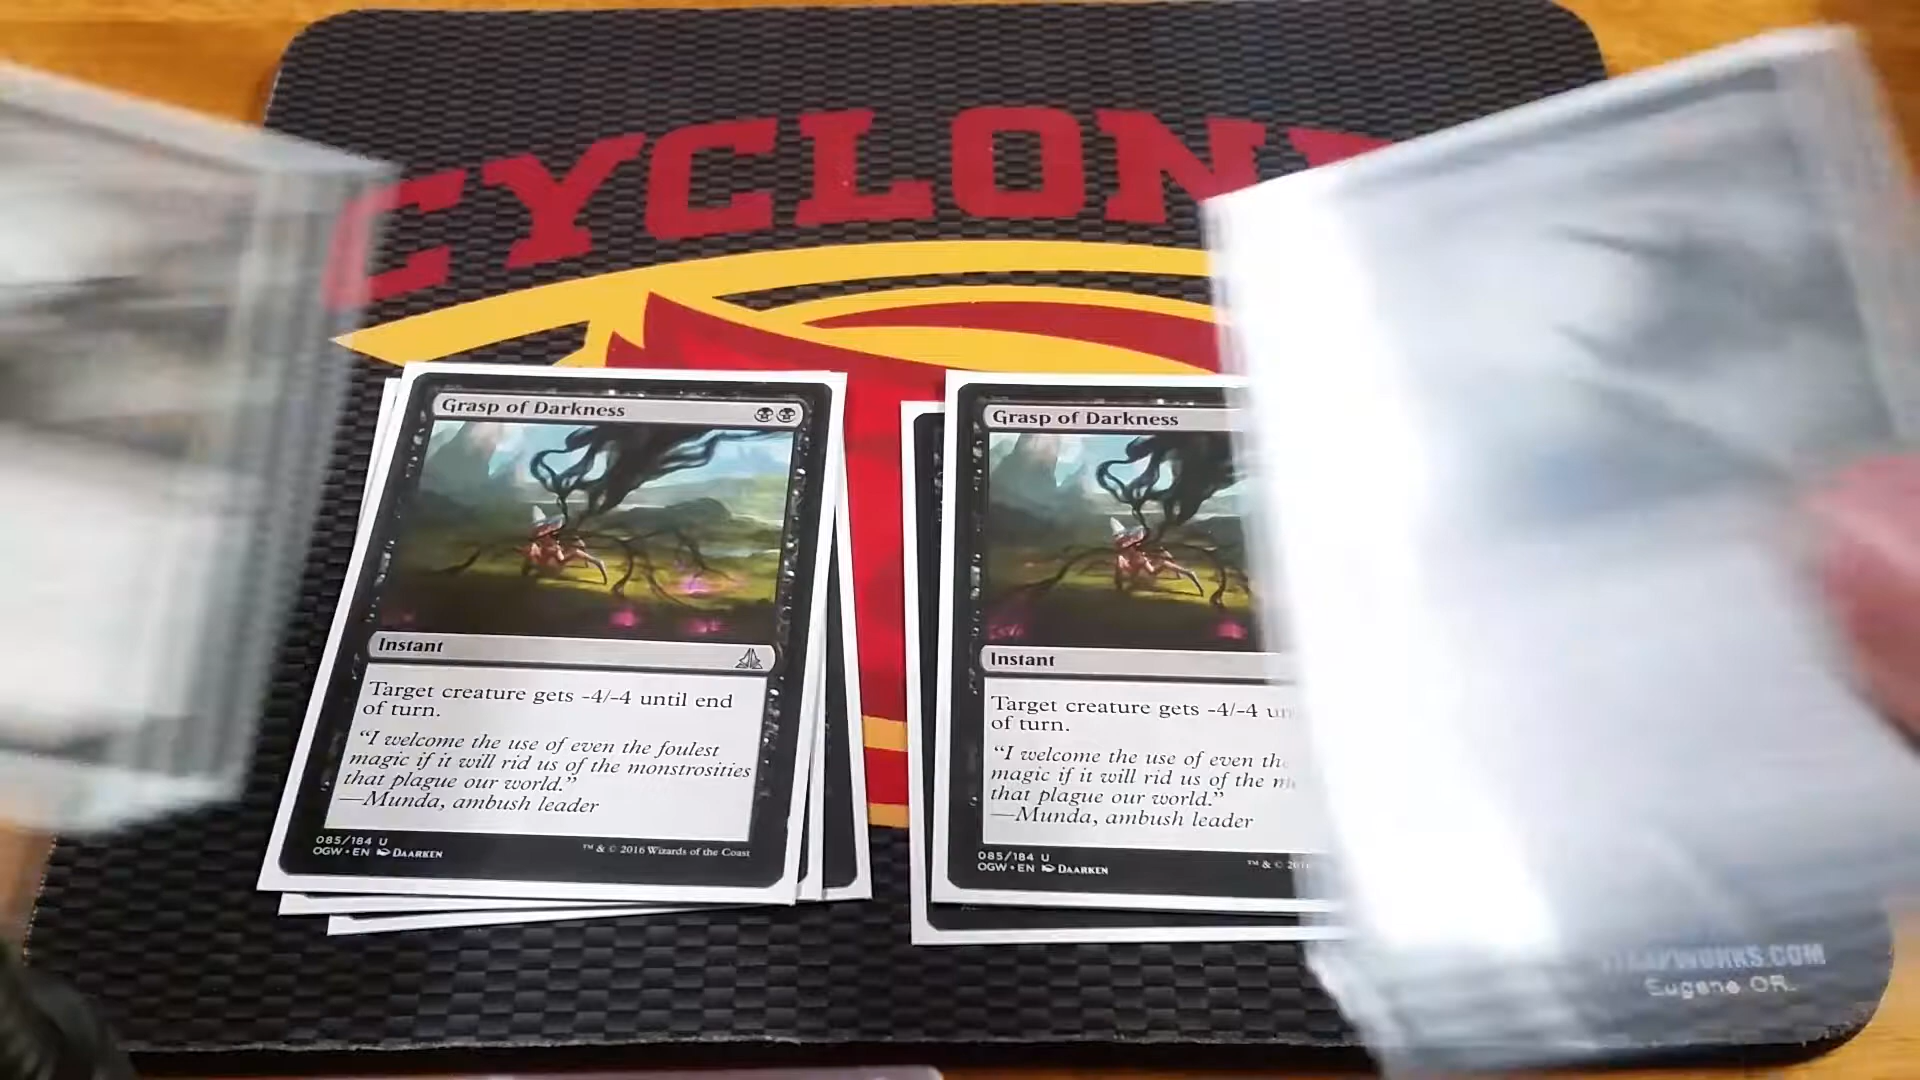 CYCLON
Grasp of Darkness
Instant
Target creature gets -4/-4 until end
of turn.
“I welcome the use of even the foulest
magic if it will rid us of the monstrosities
that plague our world.”
—Munda, ambush leader
085/184 U
OGW • EN DAARKEN
™ & © 2016 Wizards of the Coast
Grasp of Darkness
Instant
Target creature gets -4/-4 un
of turn.
“I welcome the use of even the
magic if it will rid us of the m
that plague our world.”
—Munda, ambush leader
085/184 U
OGW • EN DAARKEN
™ & © 201
Eugene OR.